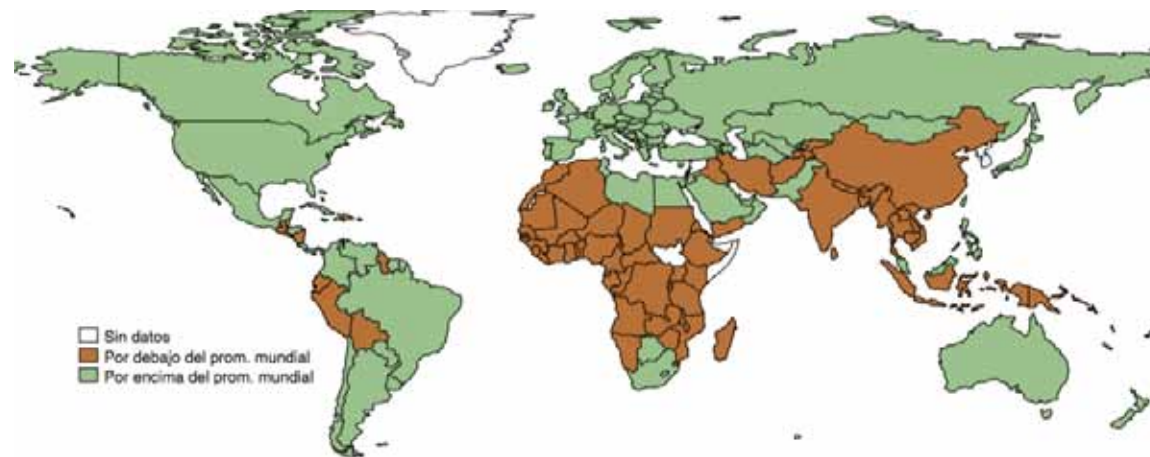 Sin datos
Por debajo del prom. mundial
Por encima del prom. mundial